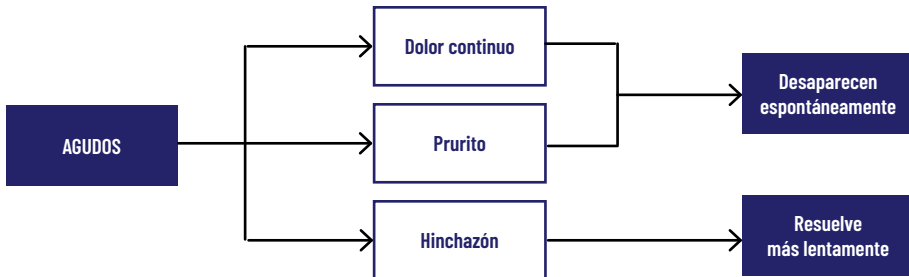 Dolor continuo
Desaparecen
espontáneamente
AGUDOS
Prurito
Hinchazón
Resuelve
más lentamente